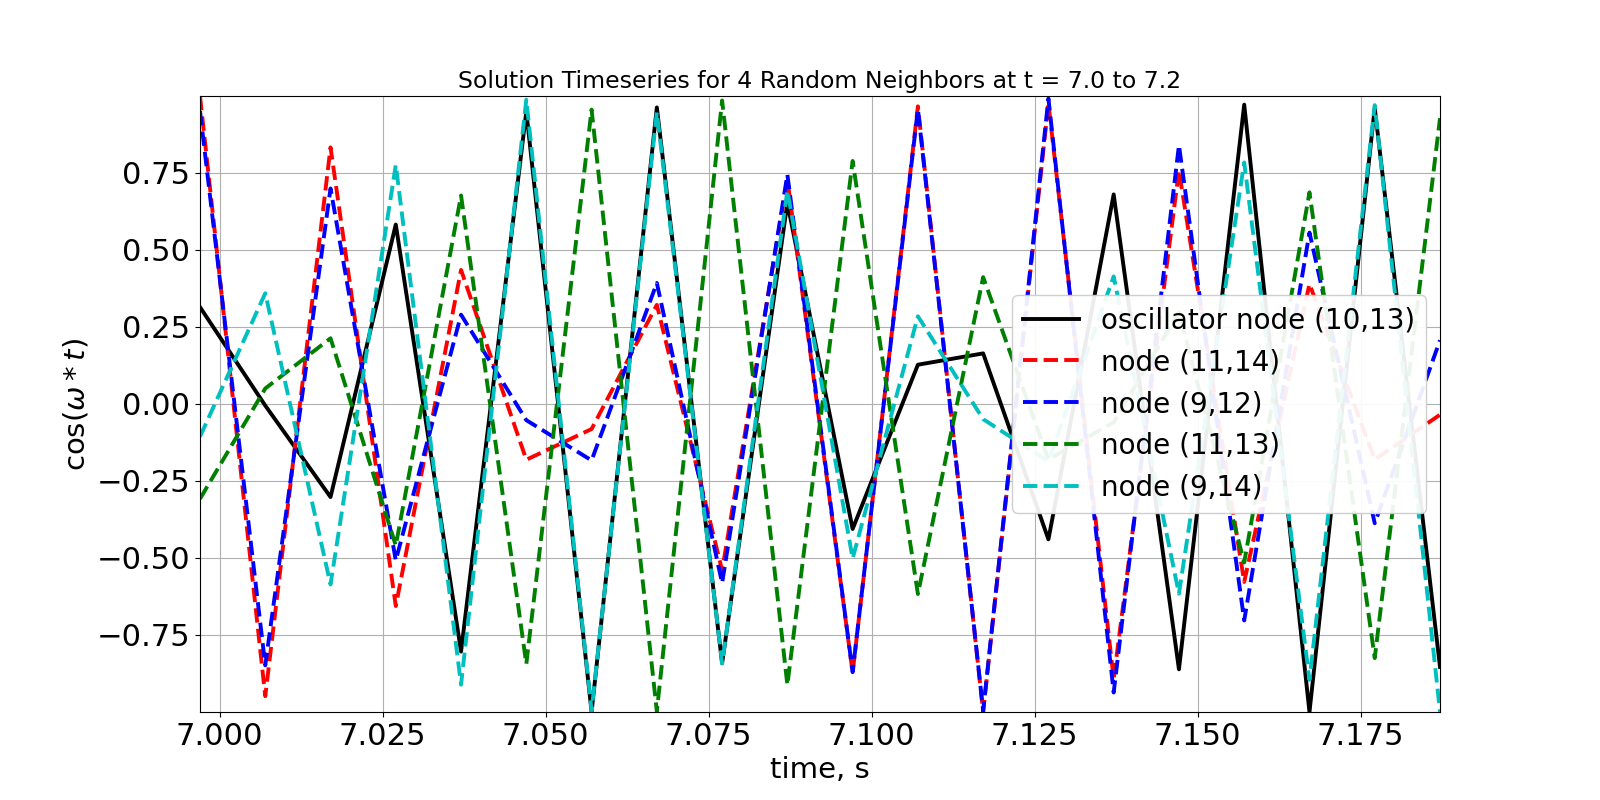 Solution Timeseries for 4 Random Neighbors at t = 7.0 to 7.2
0.75
0.50
0.25
0.00
−0.25
−0.50
−0.75
cos(ω * t)
oscillator node (10,13)
node (11,14)
node (9,12)
node (11,13)
node (9,14)
7.000 7.025 7.050 7.075 7.100 7.125 7.150 7.175
time, s